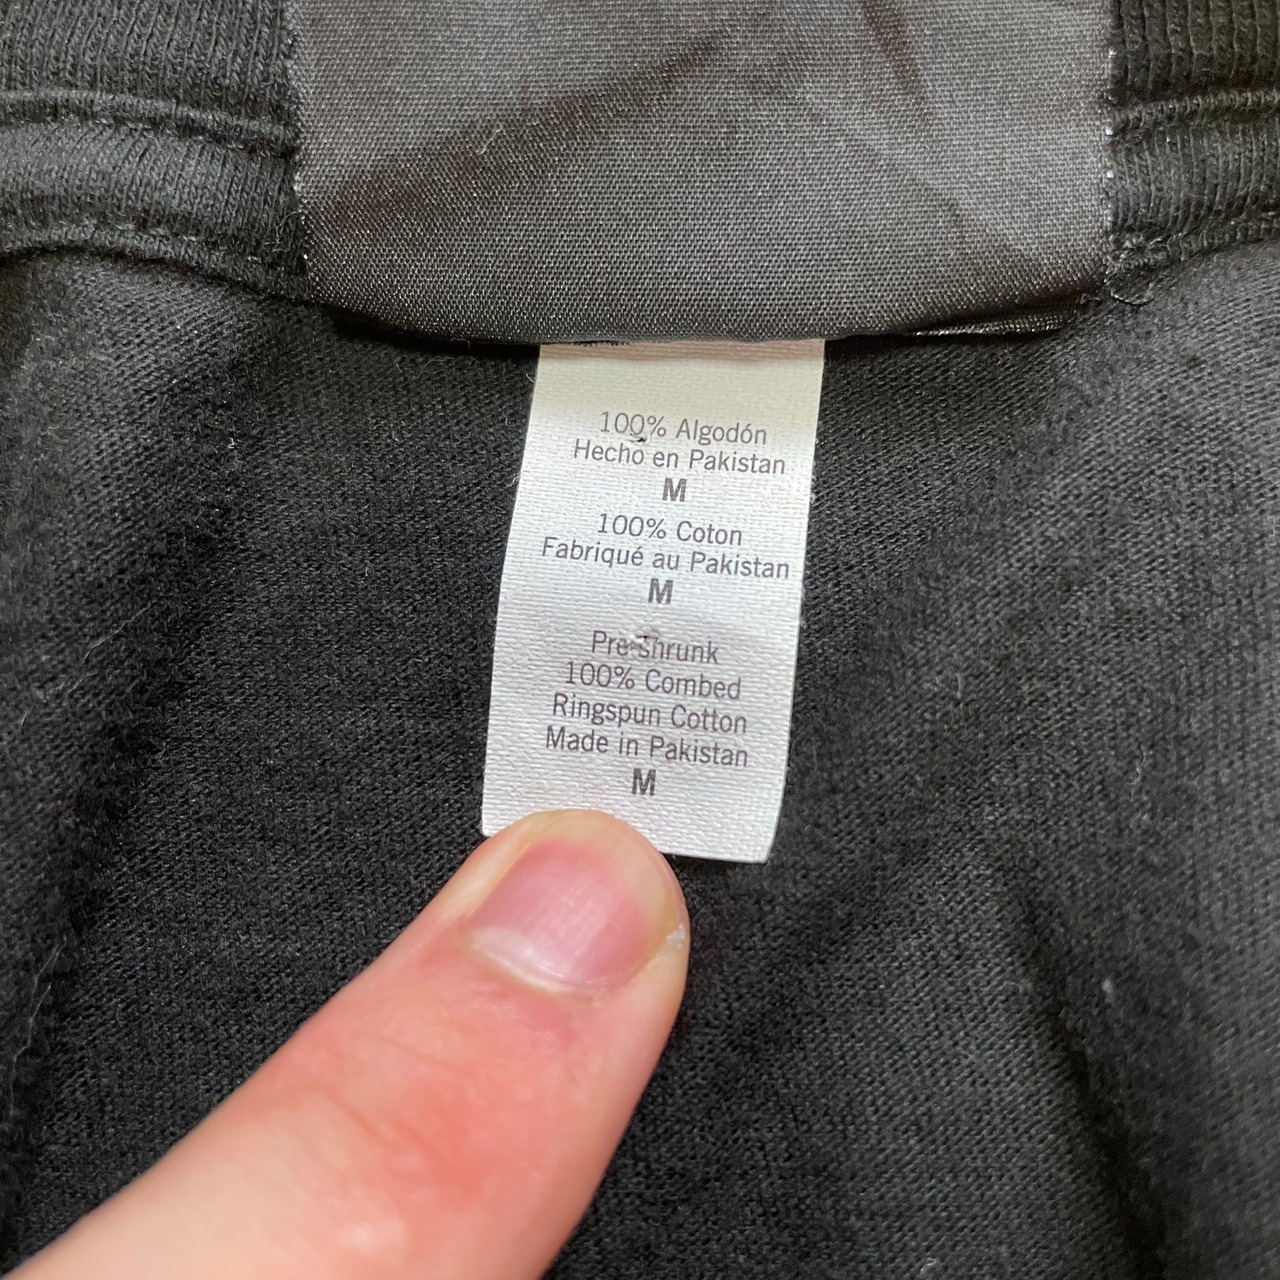 100% Algodón
Hecho en Pakistan
M
100% Coton
Fabriqué au Pakistan
M
Pre-Shrunk
100% Combed
Ringspun Cotton
Made in Pakistan
M